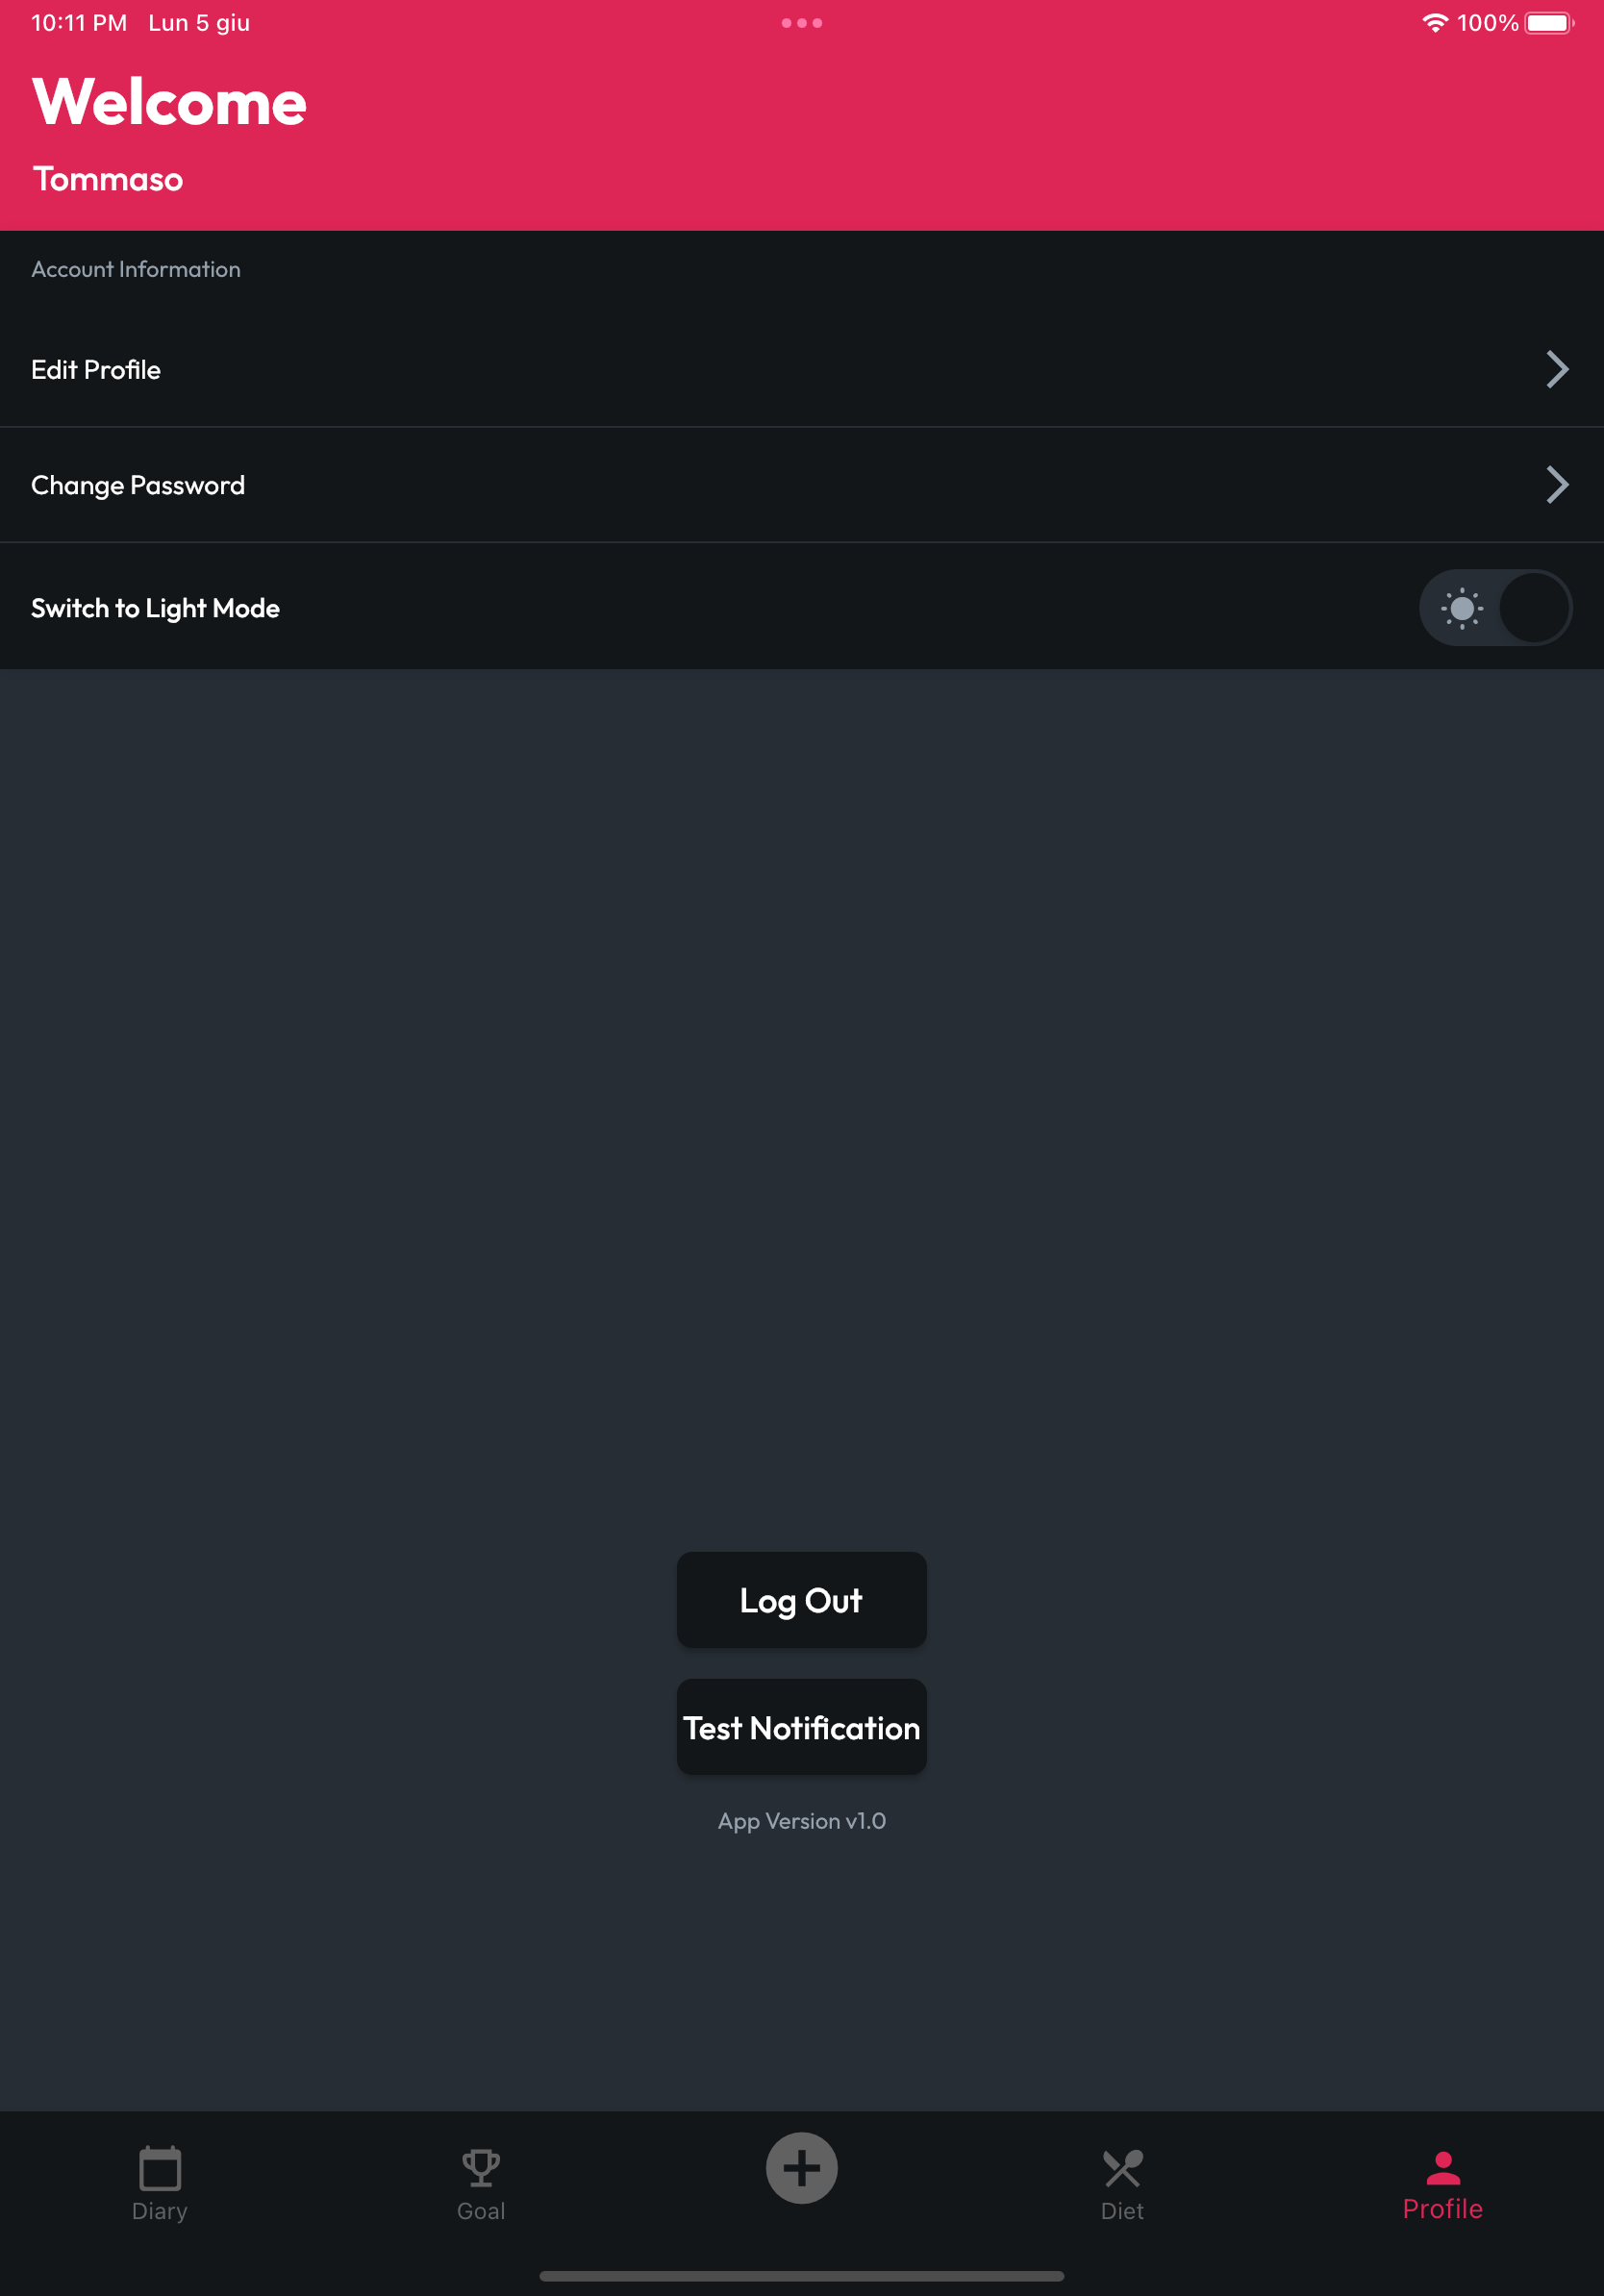 10:11 PM Lun 5 giu 100%
Welcome
Tommaso
Account Information
Edit Profile
Change Password
Switch to Light Mode
Log Out
Test Notification
App Version v1.0
Diary Goal Diet Profile